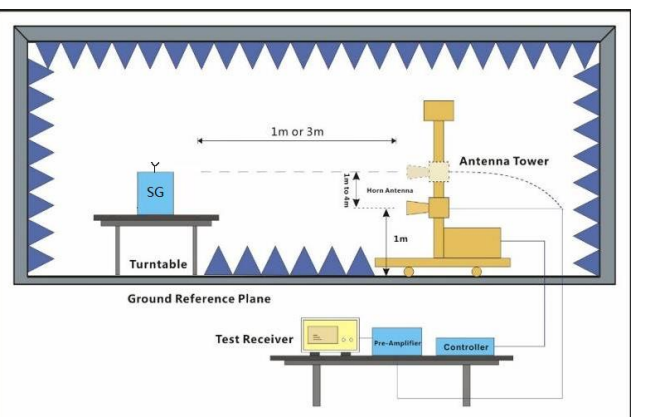 1m or 3m
Antenna Tower
SG
1m to 4m
Horn Antenna
1m
Turntable
Ground Reference Plane
Test Receiver
Pre-Amplifier
Controller